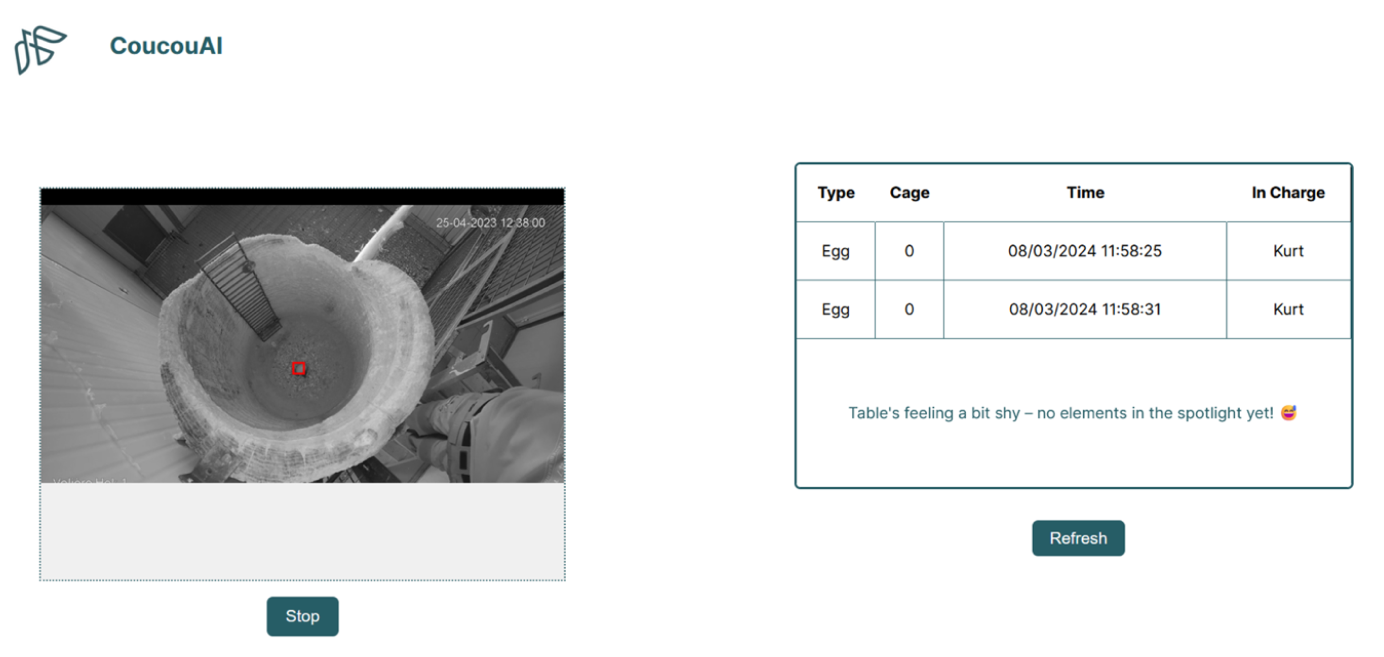 CoucouAI
25-04-2023 12:38:00
Stop
Type Cage Time In Charge
Egg 0 08/03/2024 11:58:25 Kurt
Egg 0 08/03/2024 11:58:31 Kurt
Table's feeling a bit shy – no elements in the spotlight yet! 😅
Refresh